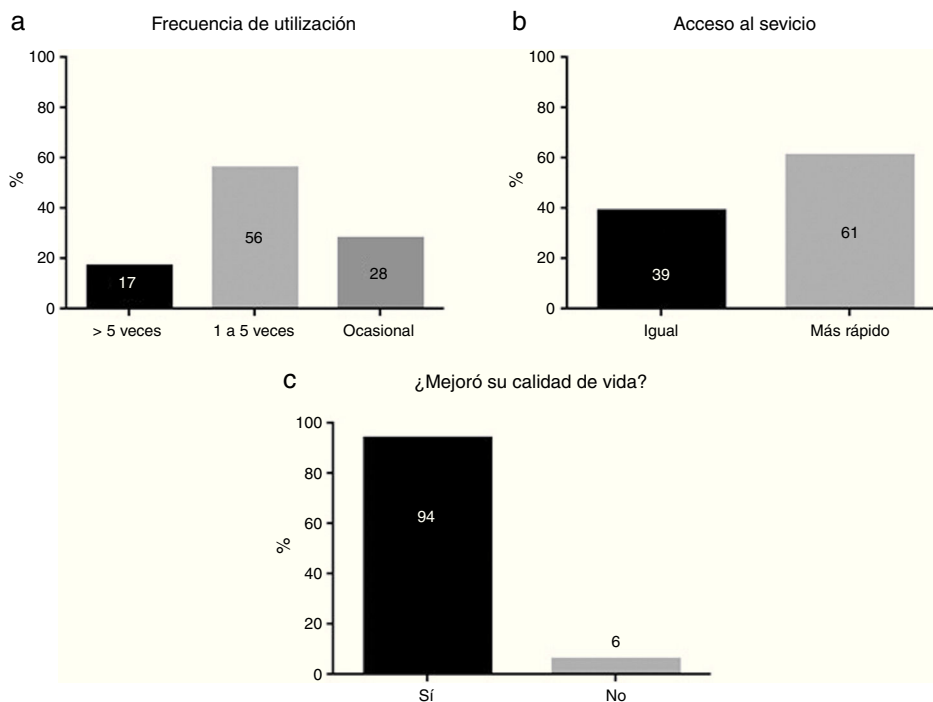 a
Frecuencia de utilización
100
80
60
40
20
0
%
17
56
28
> 5 veces
1 a 5 veces
Ocasional
b
Acceso al sevicio
100
80
60
40
20
0
%
39
61
Igual
Más rápido
c
¿Mejoró su calidad de vida?
100
80
60
40
20
0
%
94
6
Sí
No